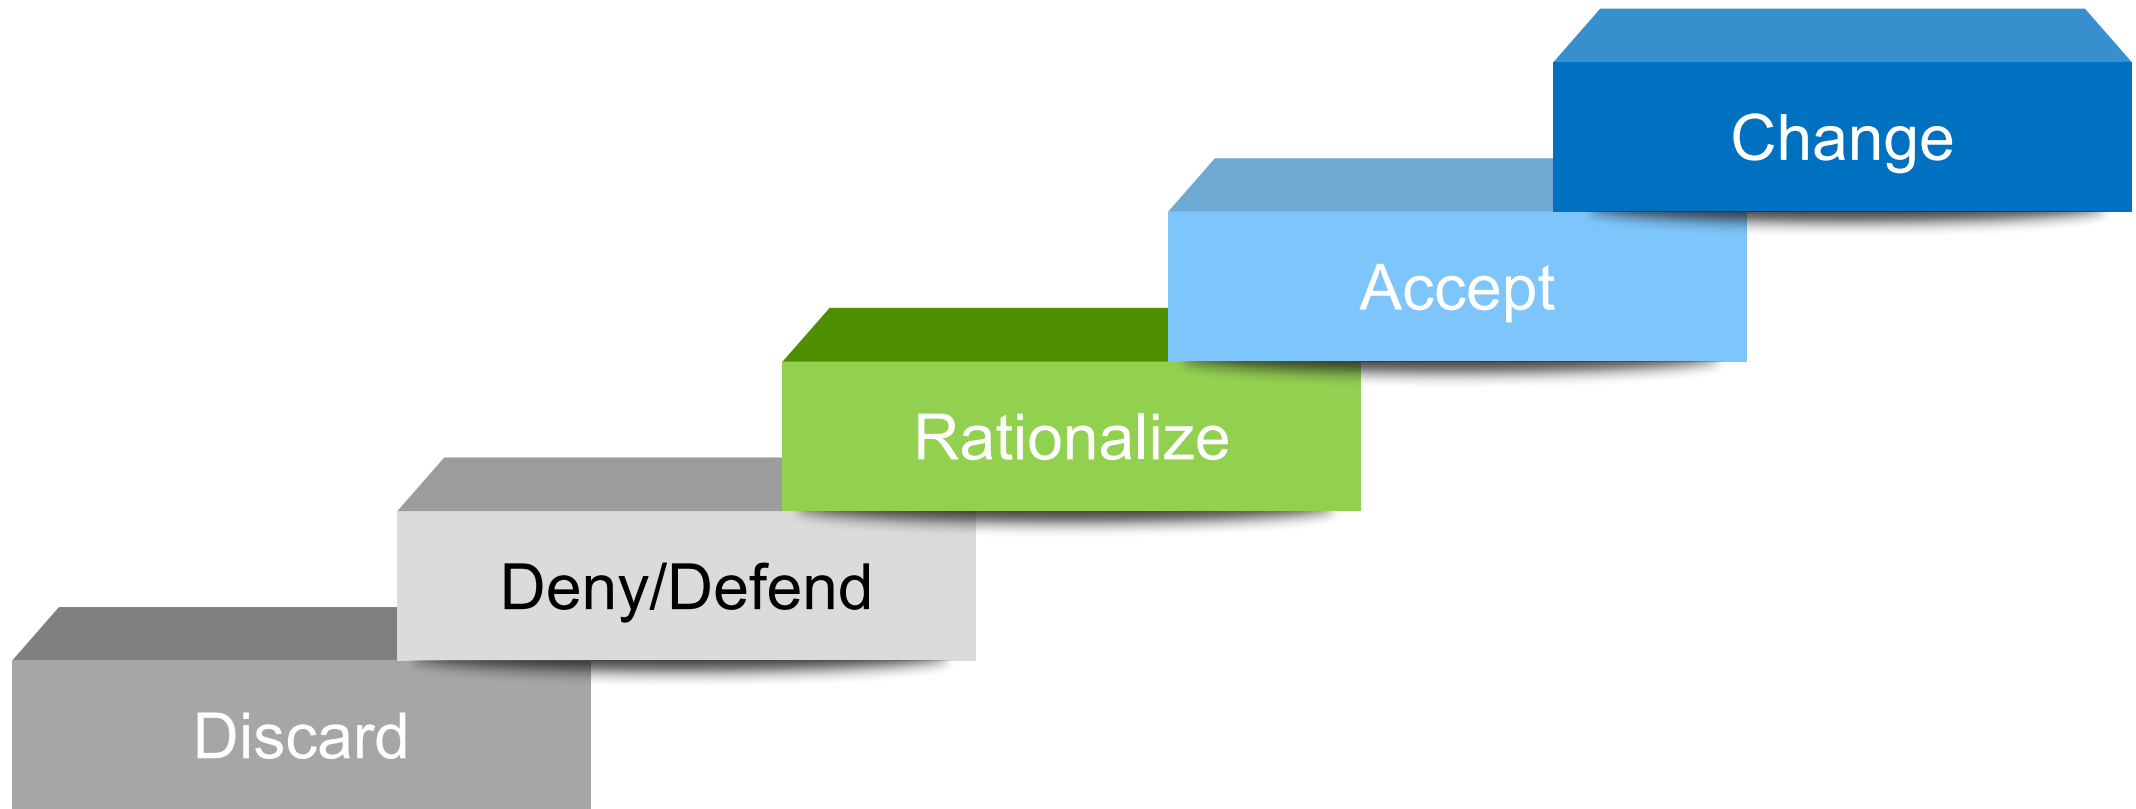 Change
Accept
Rationalize
Deny/Defend
Discard